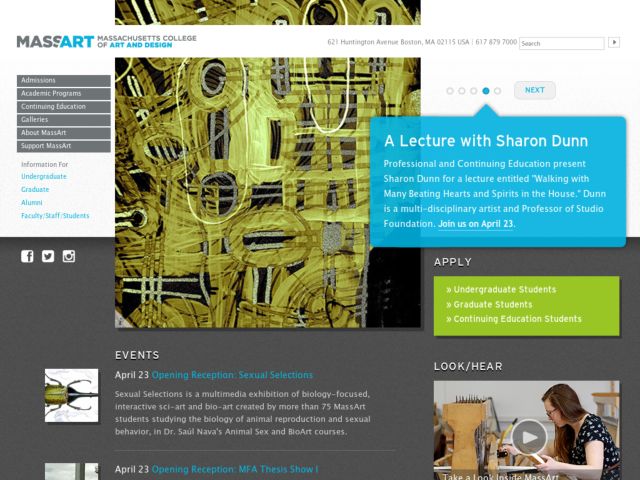 MASSART MASSACHUSETTS COLLEGE
OF ART AND DESIGN
621 Huntington Avenue Boston, MA 02115 USA | 617 879 7000
Search
Admissions
Academic Programs
Continuing Education
Galleries
About MassArt
Support MassArt
Information For
Undergraduate
Graduate
Alumni
Faculty/Staff/Students
NEXT
A Lecture with Sharon Dunn
Professional and Continuing Education present
Sharon Dunn for a lecture entitled "Walking with
Many Beating Hearts and Spirits in the House." Dunn
is a multi-disciplinary artist and Professor of Studio
Foundation. Join us on April 23.
APPLY
» Undergraduate Students
» Graduate Students
» Continuing Education Students
EVENTS
April 23 Opening Reception: Sexual Selections
Sexual Selections is a multimedia exhibition of biology-focused,
interactive sci-art and bio-art created by more than 75 MassArt
students studying the biology of animal reproduction and sexual
behavior, in Dr. Saúl Nava's Animal Sex and BioArt courses.
April 23 Opening Reception: MFA Thesis Show I
LOOK/HEAR
Take a Look Inside MassArt